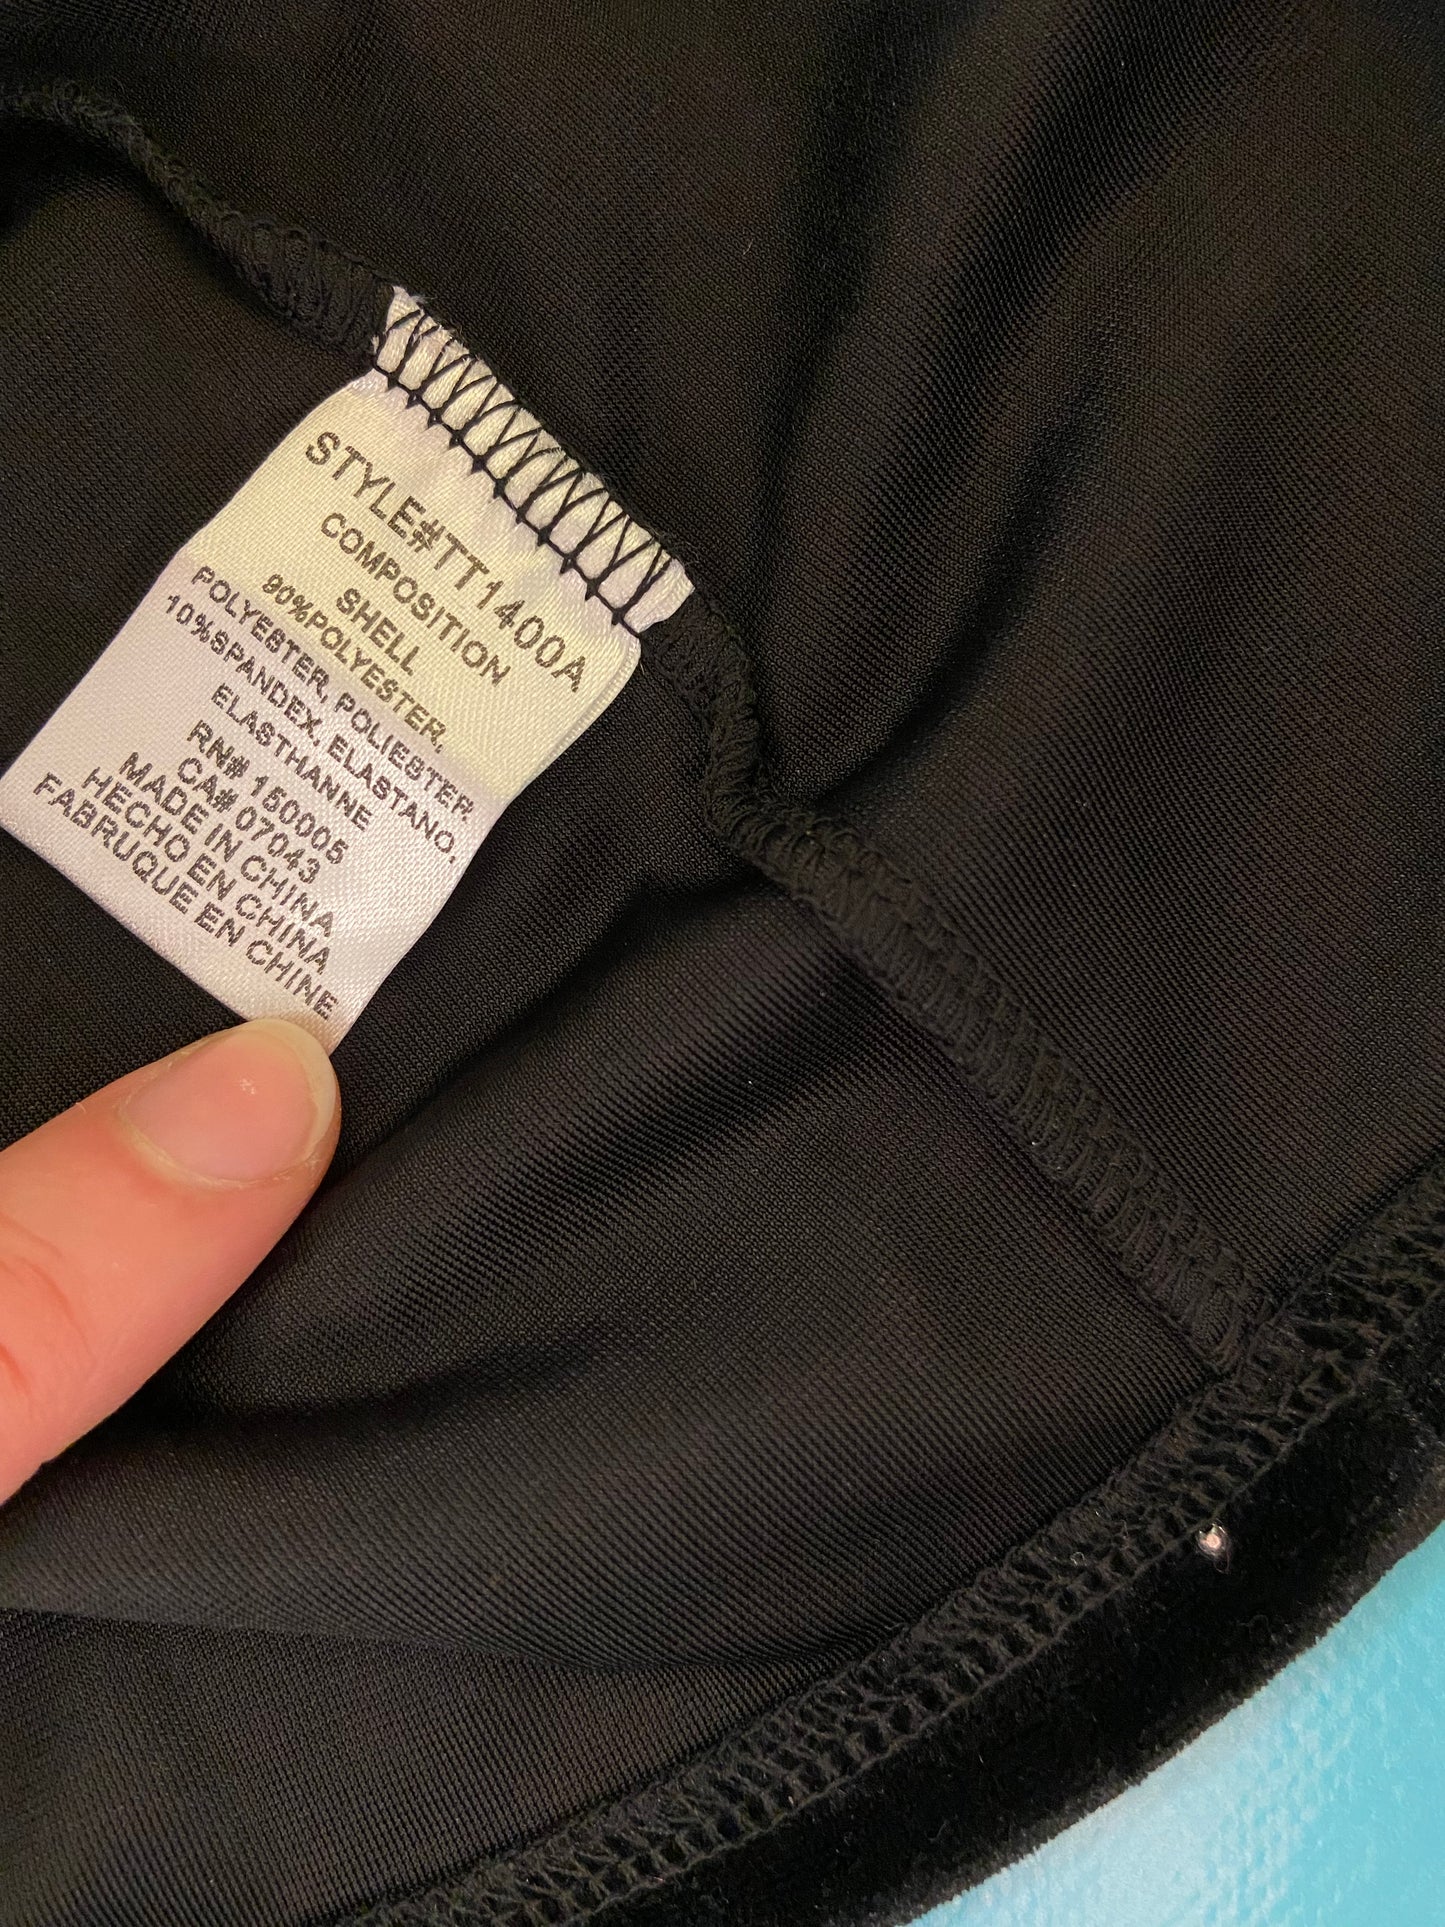 STYLE#TT1400A
COMPOSITION
SHELL
90%POLYESTER,
POLYESTER, POLIESTER
10%SPANDEX, ELASTANO,
ELASTHANNE
RN# 150005
CA# 07043
MADE IN CHINA
HECHO EN CHINA
FABRUQUE EN CHINE